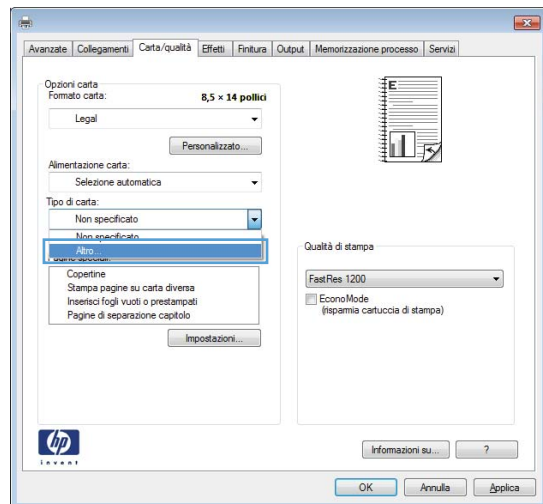 Avanzate Collegamenti Carta/qualità Effetti Finitura Output Memorizzazione processo Servizi
Opzioni carta
Formato carta: 8,5 × 14 pollici
Legal
Personalizzato...
Alimentazione carta:
Selezione automatica
Tipo di carta:
Non specificato
Non specificato
Altro...
Pagine speciali:
Copertine
Stampa pagine su carta diversa
Inserisci fogli vuoti o prestampati
Pagine di separazione capitolo
Impostazioni...
E
Qualità di stampa
FastRes 1200
EconoMode
(risparmia cartuccia di stampa)
hp
invent
Informazioni su... ?
OK Annulla Applica